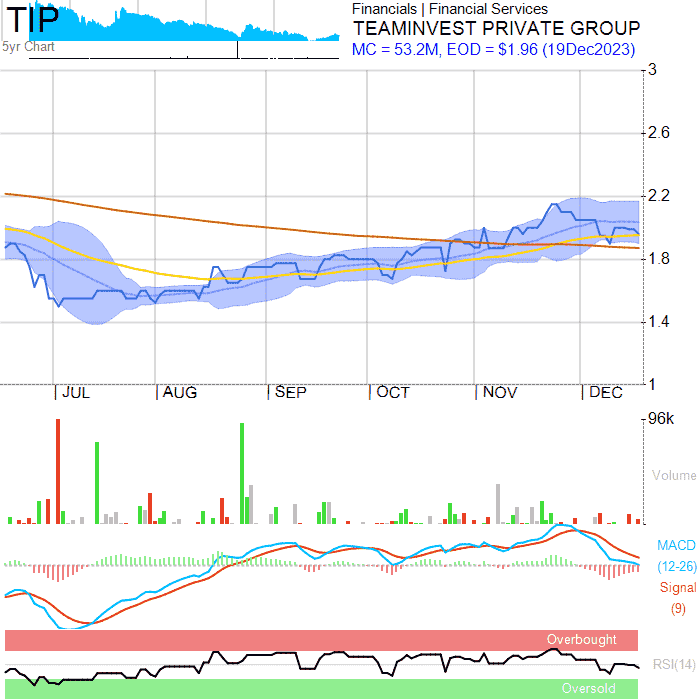 TIP
5yr Chart
Financials | Financial Services
TEAMINVEST PRIVATE GROUP
MC = 53.2M, EOD = $1.96 (19Dec2023)
3
2.6
2.2
1.8
1.4
1
JUL AUG SEP OCT NOV DEC
96k
Volume
MACD
(12-26)
Signal
(9)
Overbought
RSI(14)
Oversold